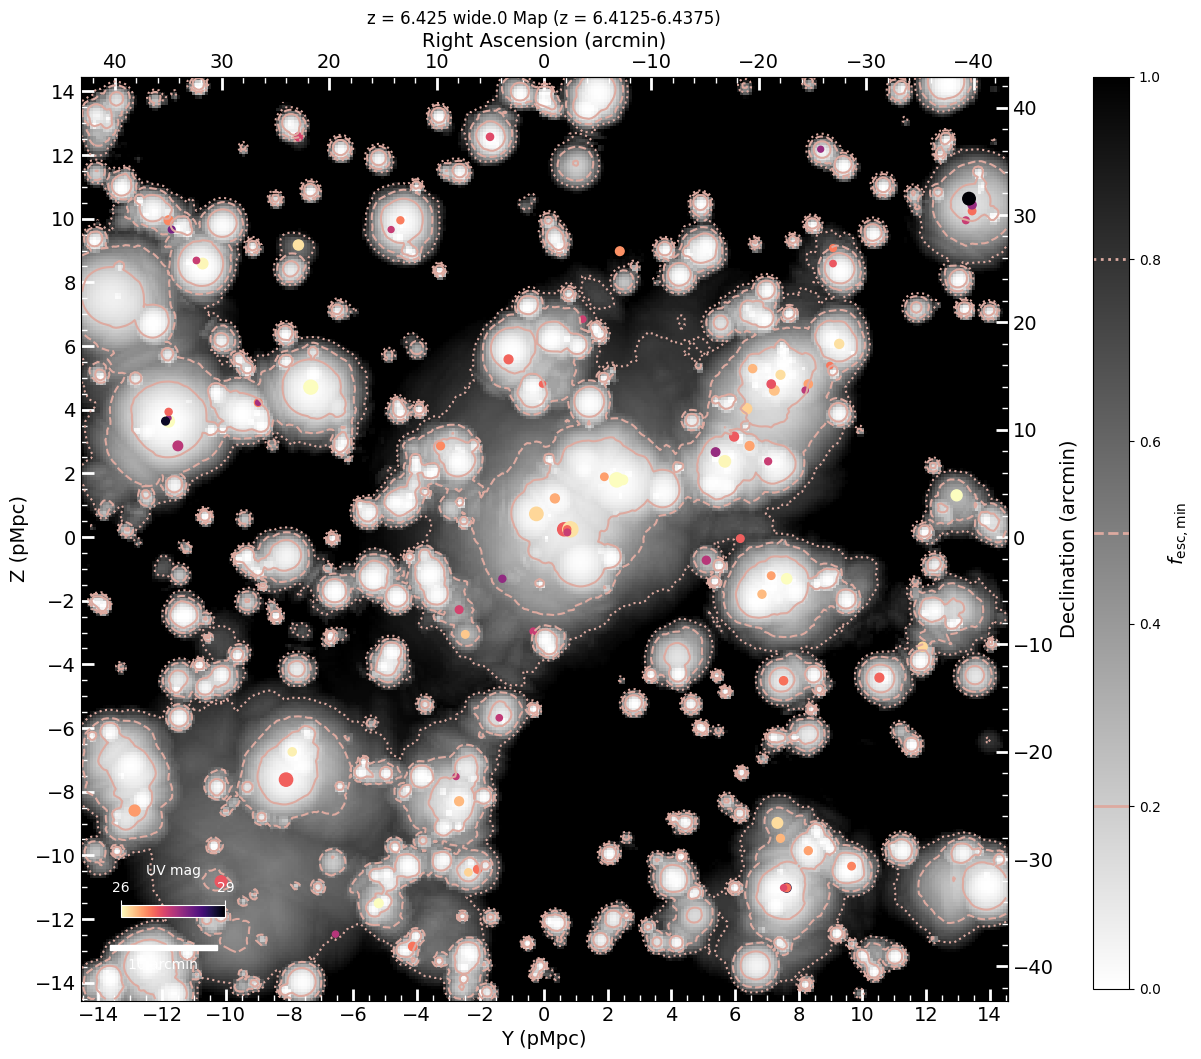 z = 6.425 wide.0 Map (z = 6.4125-6.4375)
Right Ascension (arcmin)
40 30 20 10 0 −10 −20 −30 −40
14 12 10 8 6 4 2 0 −2 −4 −6 −8 −10 −12 −14
Z (pMpc)
40 30 20 10 0 −10 −20 −30 −40
Declination (arcmin)
1.0 0.8 0.6 0.4 0.2 0.0
fesc,min
UV mag
26 29
arcmin
−14 −12 −10 −8 −6 −4 −2 0 2 4 6 8 10 12 14
Y (pMpc)